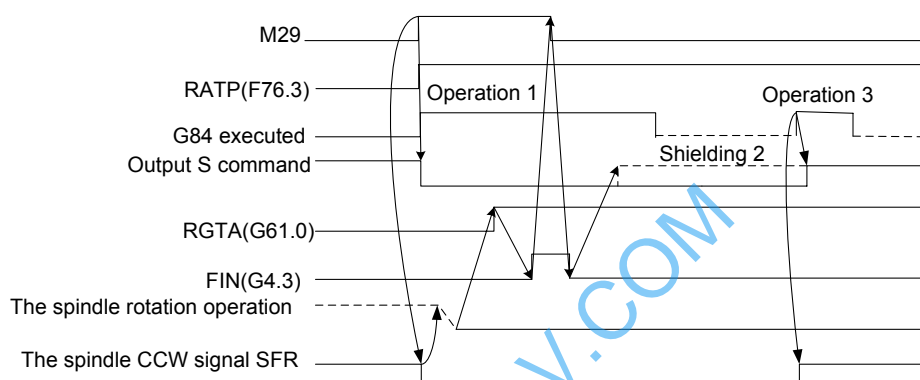 M29
RATP(F76.3)
Operation 1
Operation 3
G84 executed
Output S command
Shielding 2
RGTA(G61.0)
FIN(G4.3)
The spindle rotation operation
The spindle CCW signal SFR
V.COM